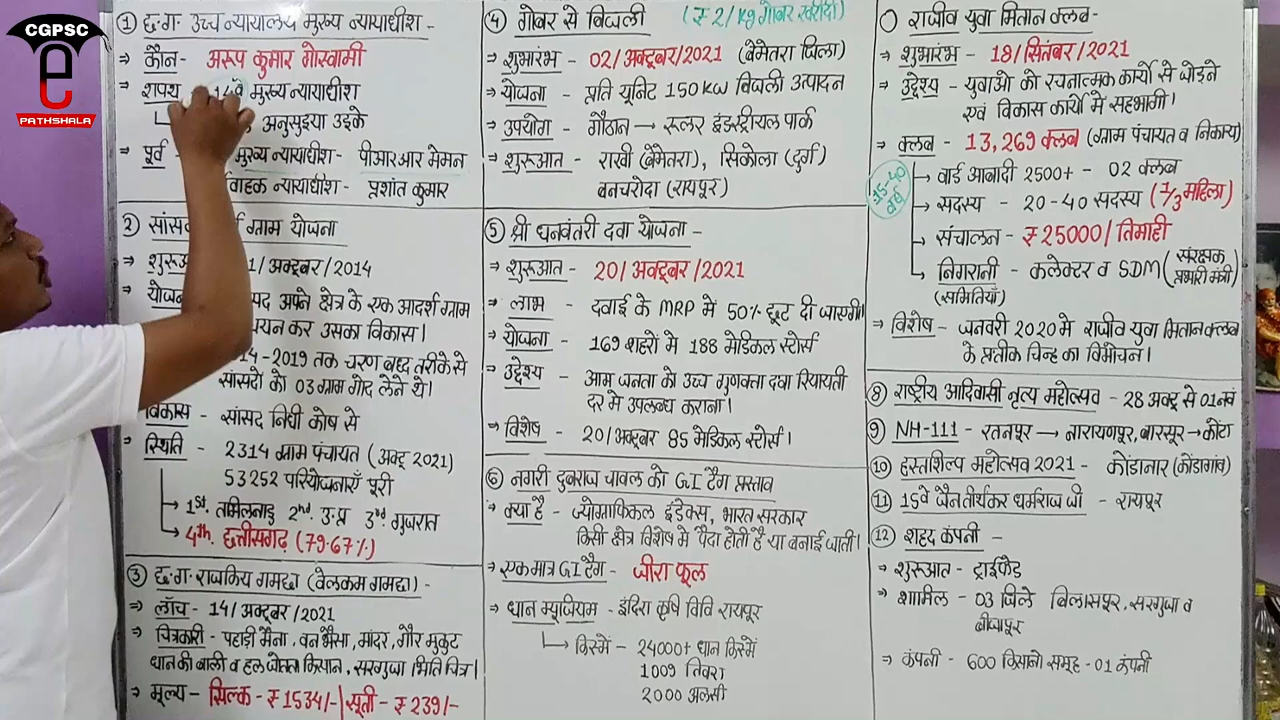 CGPSC
e
PATHSHALA
① छ.ग. उच्च न्यायालय मुख्य न्यायाधीश -
⇒ कौन - अरूप कुमार गोस्वामी
⇒ शपथ 14वें मुख्य न्यायाधीश
अनुसुइया उइके
⇒ पूर्व - मुख्य न्यायाधीश - पीआरआर मेमन
वाहक न्यायाधीश - प्रशांत कुमार
② सांसद ग्राम योजना
⇒ शुरुआ 1/अक्टूबर/2014
⇒ योजन सद अपने क्षेत्र के एक आदर्श ग्राम
चयन कर उसका विकास।
14-2019 तक चरण बध्द तरीके से
सांसदो को 03 ग्राम गोद लेने थे।
विकास - सांसद निधी कोष से
⇒ स्थिति - 2314 ग्राम पंचायत (अक्टू 2021)
53252 परियोजनाएँ पूरी
→ 1st. तमिलनाडु 2nd. उ.प्र 3rd. गुजरात
→ 4th. छत्तीसगढ़ (79.67%)
③ छ.ग. राजकिय गमछा (वेलकम गमछा) -
⇒ लॉंच - 14/अक्टूबर/2021
⇒ चित्रकारी - पहाड़ी मैना, वन भैंसा, मांदर, गौर मुकुट
धान की बाली व हल जोतता किसान, सरगुजा भिति चित्र।
⇒ मूल्य - सिल्क - ₹1534/- | सूती - ₹239/-
④ गोबर से बिजली (₹2/kg गोबर खरीदी)
⇒ शुभारंभ - 02/अक्टूबर/2021 (बेमेतरा जिला)
⇒ योजना - प्रति यूनिट 150 KW बिजली उत्पादन
⇒ उपयोग - गौठान → रूलर इंडस्ट्रीयल पार्क
⇒ शुरूआत - राखी (बेमेतरा), सिकोला (दुर्ग)
बनचरोदा (रायपूर)
⑤ श्री धनवंतरी दवा योजना -
⇒ शुरूआत - 20/अक्टूबर/2021
⇒ लाभ - दवाई के MRP में 50% छूट दी जाएगी।
⇒ योजना - 169 शहरों में 188 मेडिकल स्टोर्स
⇒ उद्देश्य - आम जनता को उच्च गुणवक्ता दवा रियायती
दर में उपलब्ध कराना।
⇒ विशेष - 20/अक्टूबर 85 मेडिकल स्टोर्स।
⑥ नगरी दुबराज चावल को GI टैग प्रस्ताव
⇒ क्या है - ज्योग्राफिकल इंडेक्स, भारत सरकार
किसी क्षेत्र विशेष में पैदा होती है या बनाई जाती।
⇒ एकमात्र GI टैग - जीरा फूल
⇒ धान म्यूजियम - इंदिरा कृषि विवि रायपूर
→ किस्में - 24000+ धान किस्में
1009 तिवरा
2000 अलसी
राजीव युवा मितान क्लब -
⇒ शुभारंभ - 18/सितंबर/2021
⇒ उद्देश्य - युवाओ को रचनात्मक कार्यो से जोड़ने
एवं विकास कार्यो में सहभागी।
⇒ क्लब - 13,269 क्लब (ग्राम पंचायत व निकाय)
15-40 वर्ष
→ वार्ड आबादी 2500+ - 02 क्लब
→ सदस्य - 20-40 सदस्य (1/3 महिला)
→ संचालन - ₹25000/तिमाही
→ निगरानी - कलेक्टर व SDM (संरक्षक प्रभारी मंत्री)
(समितियाँ)
⇒ विशेष - जनवरी 2020 में राजीव युवा मितान क्लब
के प्रतीक चिन्ह का विमोचन।
⑧ राष्ट्रीय आदिवासी नृत्य महोत्सव - 28 अक्टू से 01 नवं
⑨ NH-111 - रतनपूर → नारायणपूर, बारसूर → कोंटा
⑩ हस्तशिल्प महोत्सव 2021 - कोंडानार (कोंडागांव)
⑪ 15वे जैन तीर्थकर धर्मराज जी - रायपूर
⑫ शहद कंपनी -
⇒ शुरूआत - ट्राईफेड
⇒ शामिल - 03 जिले बिलासपूर, सरगुजा व
बीजापूर
⇒ कंपनी - 600 किसानो समूह - 01 कंपनी